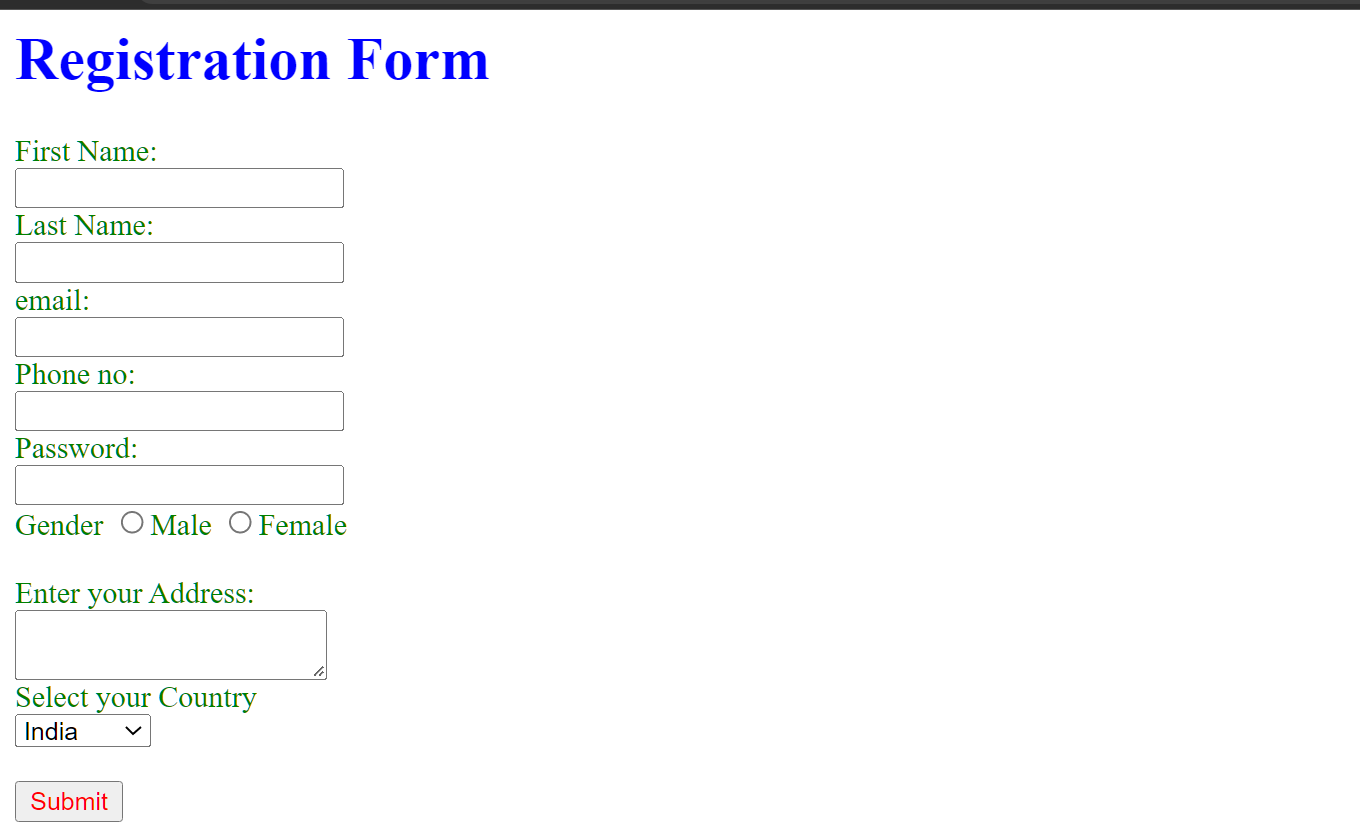 Registration Form
First Name:
Last Name:
email:
Phone no:
Password:
Gender Male Female
Enter your Address:
Select your Country
India
Submit